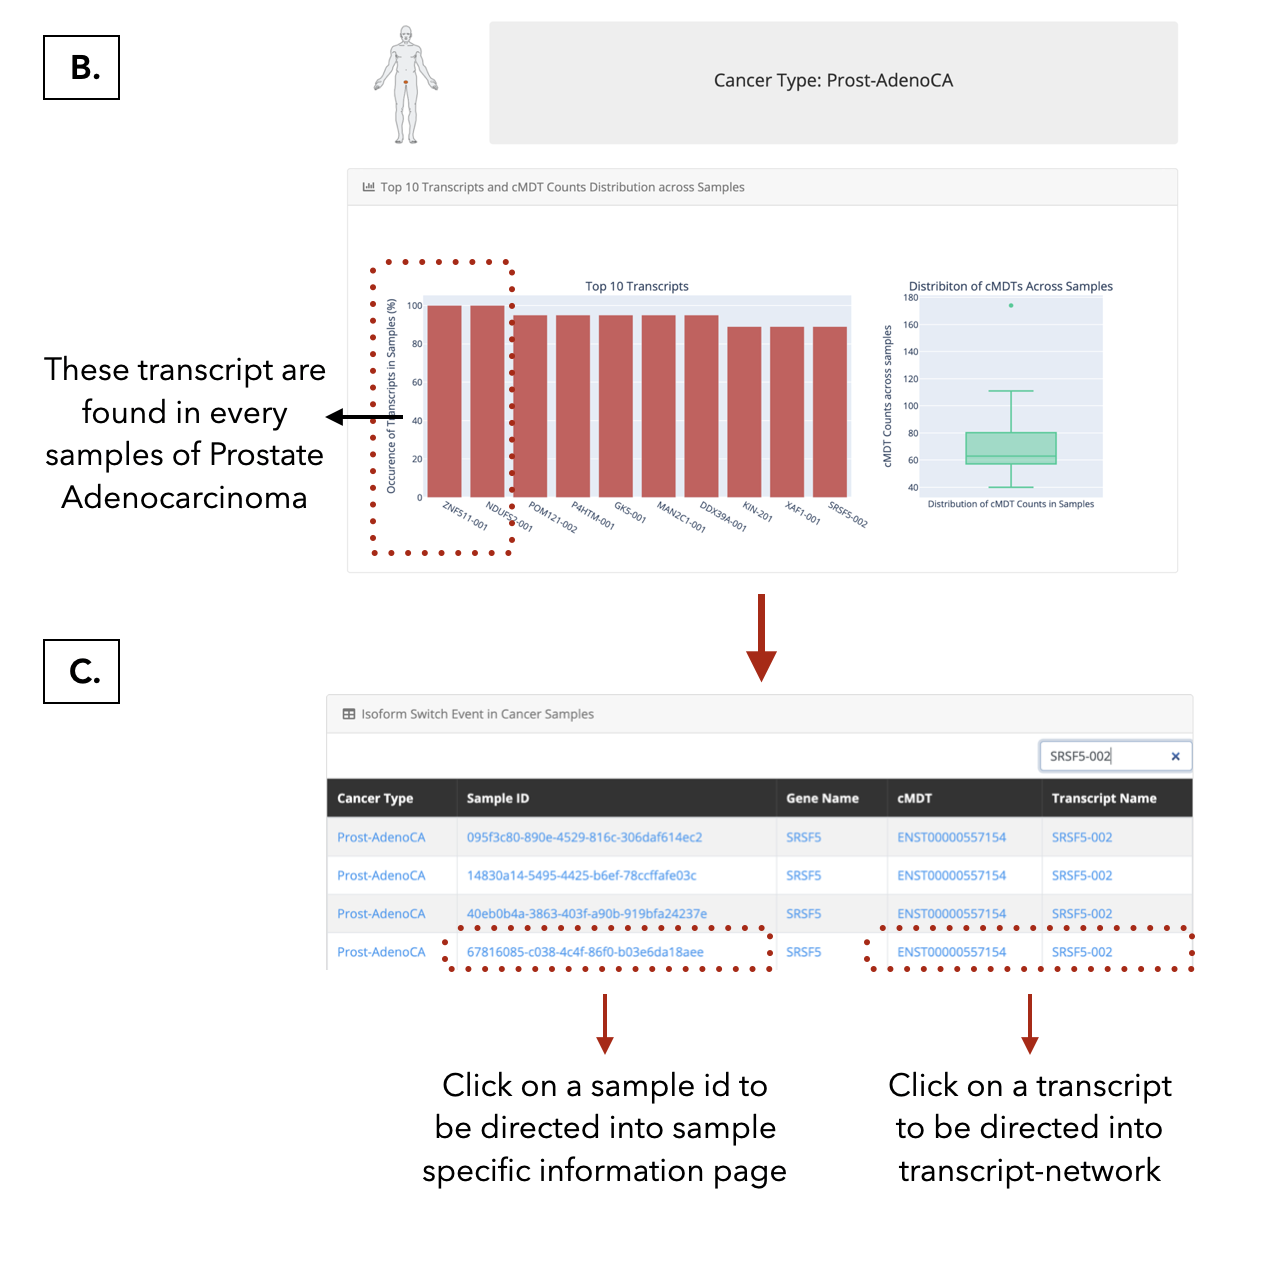 B.
Cancer Type: Prost-AdenoCA
Top 10 Transcripts and cMDT Counts Distribution across Samples
These transcript are
found in every
samples of Prostate
Adenocarcinoma
Top 10 Transcripts
Occurence of Transcripts in Samples (%)
100
80
60
40
20
0
ZNF511-001
NDUFS2-001
POM121-002
P4HTM-001
GK5-001
MAN2C1-001
DDX39A-001
KIN-201
XAF1-001
SRSF5-002
Distribiton of cMDTs Across Samples
cMDT Counts across samples
180
160
140
120
100
80
60
40
Distribution of cMDT Counts in Samples
C.
Isoform Switch Event in Cancer Samples
SRSF5-002 ×
Cancer Type Sample ID Gene Name cMDT Transcript Name
Prost-AdenoCA 095f3c80-890e-4529-816c-306daf614ec2 SRSF5 ENST00000557154 SRSF5-002
Prost-AdenoCA 14830a14-5495-4425-b6ef-78ccffafe03c SRSF5 ENST00000557154 SRSF5-002
Prost-AdenoCA 40eb0b4a-3863-403f-a90b-919bfa24237e SRSF5 ENST00000557154 SRSF5-002
Prost-AdenoCA 67816085-c038-4c4f-86f0-b03e6da18aee SRSF5 ENST00000557154 SRSF5-002
Click on a sample id to
be directed into sample
specific information page
Click on a transcript
to be directed into
transcript-network